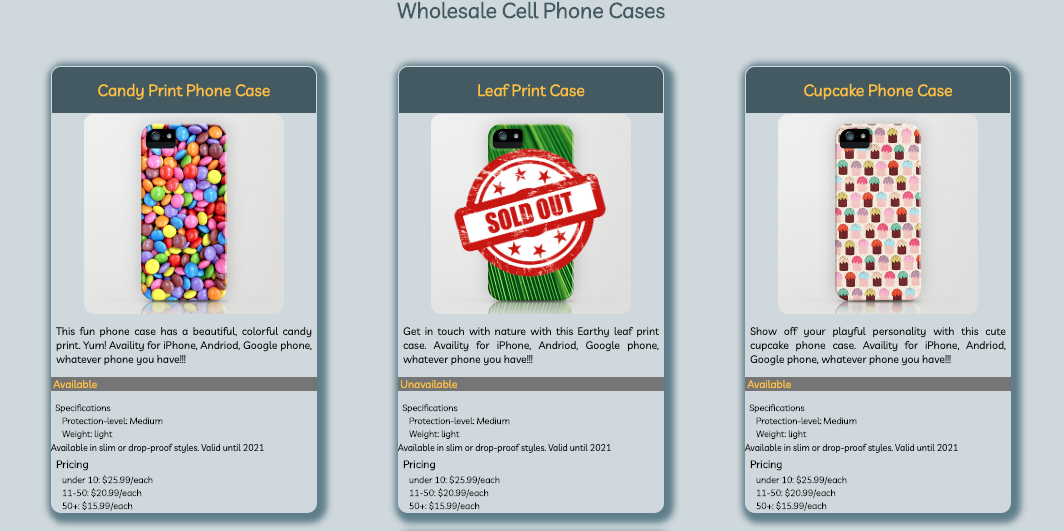 Wholesale Cell Phone Cases
Candy Print Phone Case
This fun phone case has a beautiful, colorful candy
print. Yum! Availity for iPhone, Andriod, Google phone,
whatever phone you have!!!
Available
Specifications
Protection-level: Medium
Weight: light
Available in slim or drop-proof styles. Valid until 2021
Pricing
under 10: $25.99/each
11-50: $20.99/each
50+: $15.99/each
Leaf Print Case
SOLD OUT
Get in touch with nature with this Earthy leaf print
case. Availity for iPhone, Andriod, Google phone,
whatever phone you have!!!
Unavailable
Specifications
Protection-level: Medium
Weight: light
Available in slim or drop-proof styles. Valid until 2021
Pricing
under 10: $25.99/each
11-50: $20.99/each
50+: $15.99/each
Cupcake Phone Case
Show off your playful personality with this cute
cupcake phone case. Availity for iPhone, Andriod,
Google phone, whatever phone you have!!!
Available
Specifications
Protection-level: Medium
Weight: light
Available in slim or drop-proof styles. Valid until 2021
Pricing
under 10: $25.99/each
11-50: $20.99/each
50+: $15.99/each